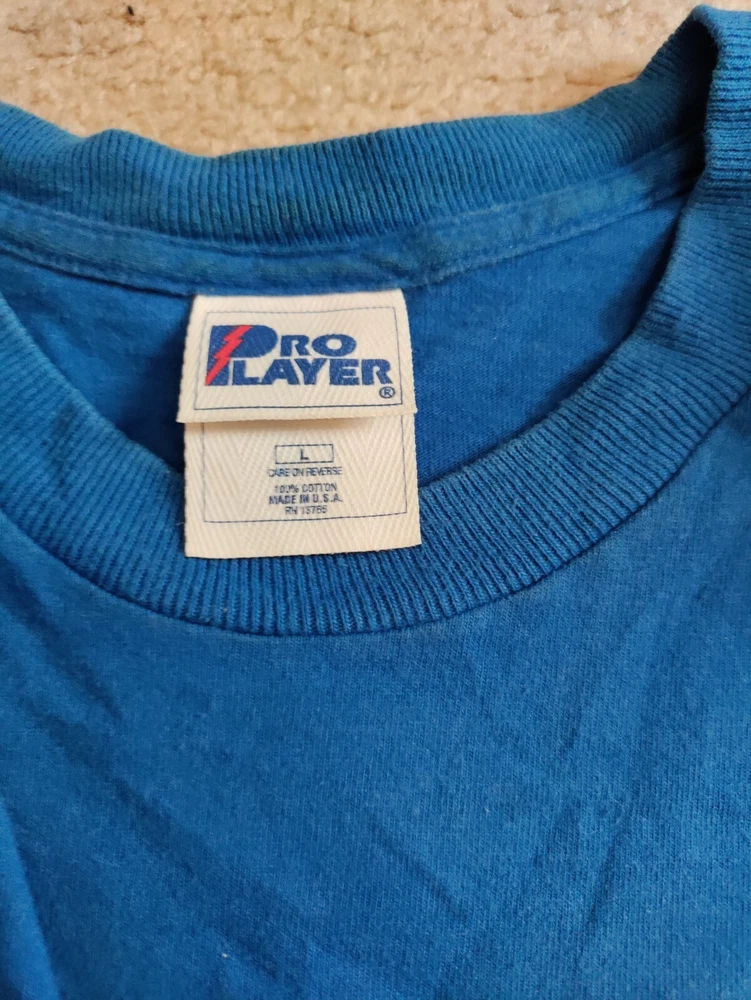 PRO
PLAYER
®
L
CARE ON REVERSE
100% COTTON
MADE IN U.S.A.
RN 13765